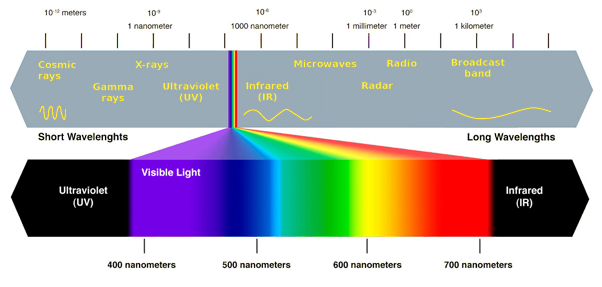 10⁻¹² meters
10⁻⁹
10⁻⁶
10⁻³
10⁰
10³
1 nanometer
1000 nanometer
1 millimeter
1 meter
1 kilometer
Cosmic
rays
X-rays
Microwaves
Radio
Broadcast
band
Gamma
rays
Ultraviolet
(UV)
Infrared
(IR)
Radar
Short Wavelenghts
Long Wavelengths
Ultraviolet
(UV)
Visible Light
Infrared
(IR)
400 nanometers
500 nanometers
600 nanometers
700 nanometers